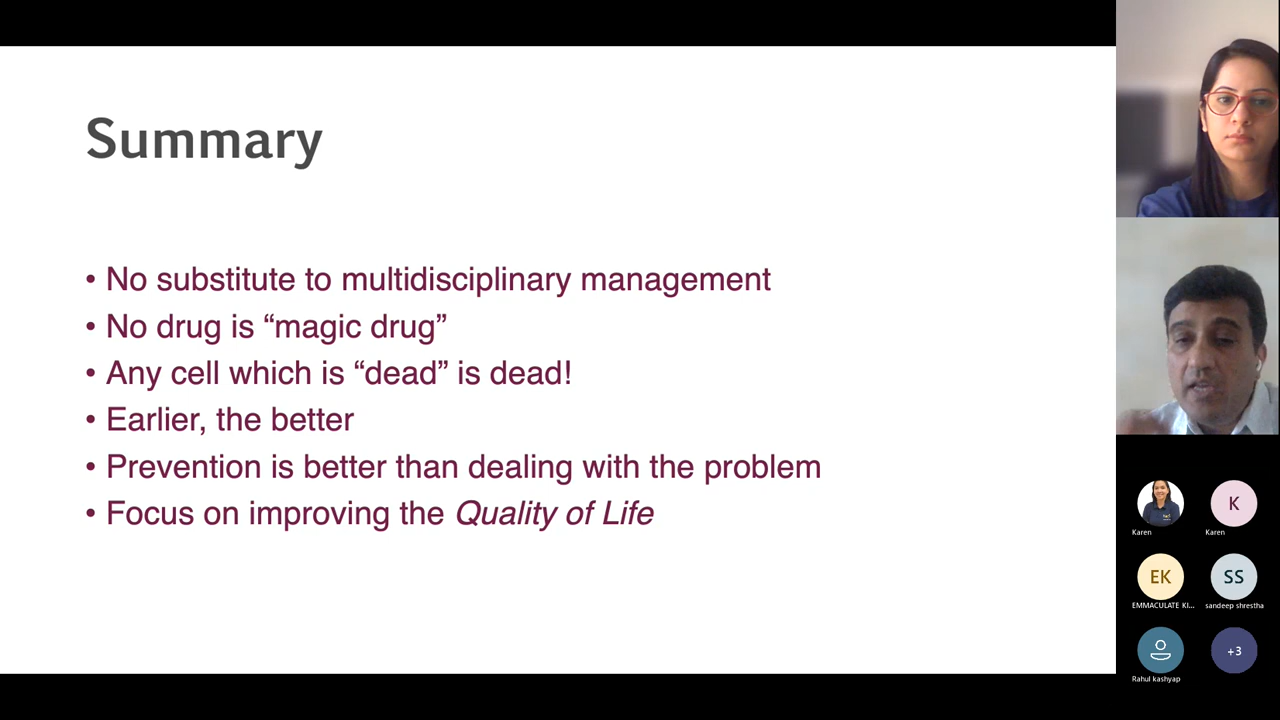 Summary
• No substitute to multidisciplinary management
• No drug is “magic drug”
• Any cell which is “dead” is dead!
• Earlier, the better
• Prevention is better than dealing with the problem
• Focus on improving the Quality of Life
Karen
K
Karen
EK
EMMACULATE KI...
SS
sandeep shrestha
Rahul kashyap
+3